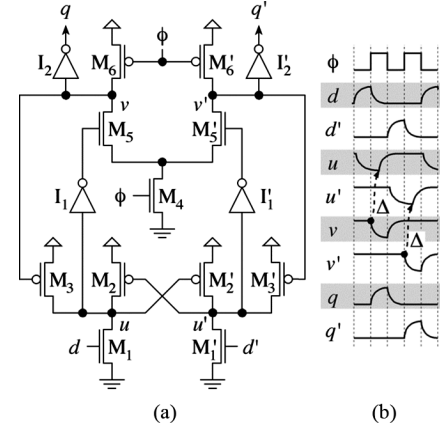 q
q'
I₂
M₆
ϕ
M'₆
I'₂
v
v'
M₅
M'₅
I₁
ϕ
M₄
I'₁
M₃
M₂
M'₂
M'₃
u
u'
d
M₁
M'₁
d'
(a)
ϕ
d
d'
u
u'
Δ
v
Δ
v'
q
q'
(b)